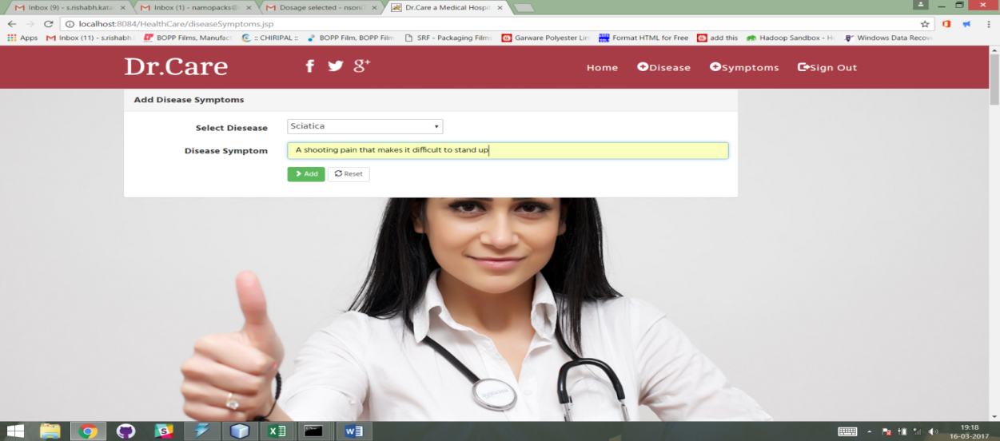 Inbox (9) - s.rishabh.kata
Inbox (1) - namopacks@
Dosage selected - nsons
Dr.Care a Medical Hospit
localhost:8084/HealthCare/diseaseSymptoms.jsp
Apps Inbox (11) - s.rishabh. BOPP Films, Manufact :: CHIRIPAL :: BOPP Film, BOPP Film SRF - Packaging Films Garware Polyester Lim Format HTML for Free add this Hadoop Sandbox - H Windows Data Recov
Dr.Care f g+ Home Disease Symptoms Sign Out
Add Disease Symptoms
Select Diesease Sciatica
Disease Symptom A shooting pain that makes it difficult to stand up
Add Reset
19:18
16-03-2017